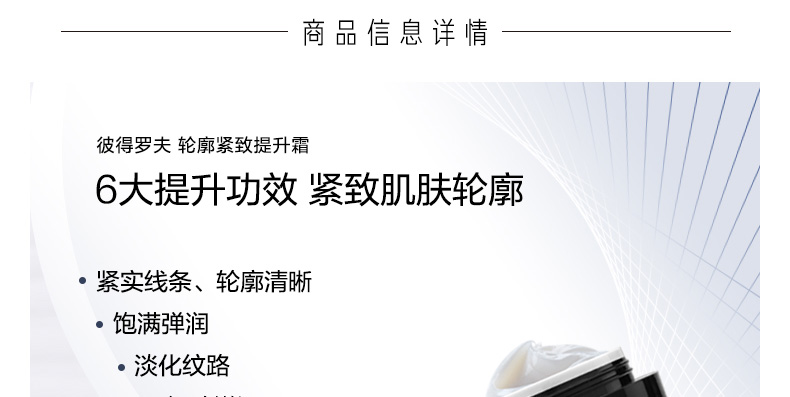 商品信息详情
彼得罗夫 轮廓紧致提升霜
6大提升功效 紧致肌肤轮廓
• 紧实线条、轮廓清晰
• 饱满弹润
• 淡化纹路